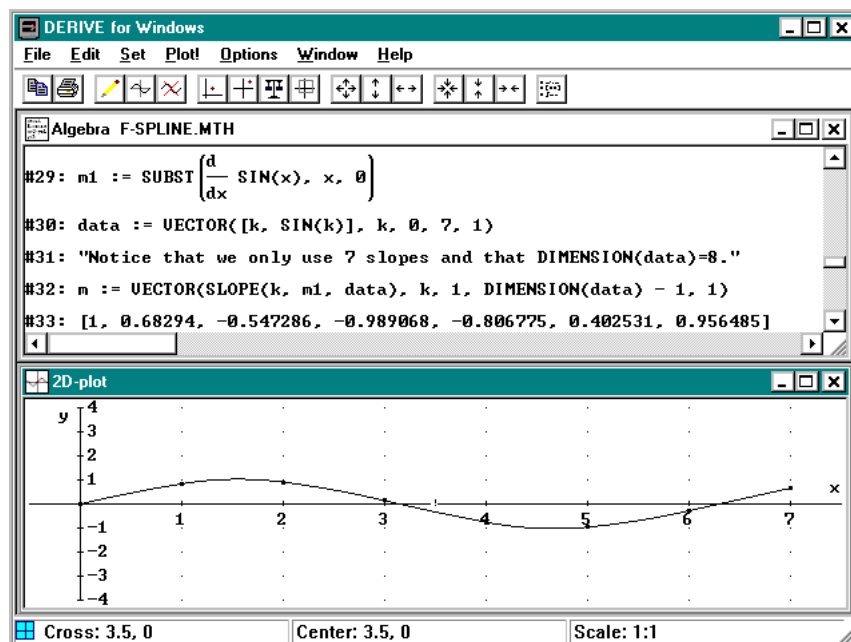 DERIVE for Windows
File Edit Set Plot! Options Window Help
Algebra F-SPLINE.MTH
#29: m1 := SUBST(d/dx SIN(x), x, 0)
#30: data := VECTOR([k, SIN(k)], k, 0, 7, 1)
#31: "Notice that we only use 7 slopes and that DIMENSION(data)=8."
#32: m := VECTOR(SLOPE(k, m1, data), k, 1, DIMENSION(data) - 1, 1)
#33: [1, 0.68294, -0.547286, -0.989068, -0.806775, 0.402531, 0.956485]
2D-plot
y 4
3
2
1
x
1 2 3 4 5 6 7
-1
-2
-3
-4
Cross: 3.5, 0 Center: 3.5, 0 Scale: 1:1